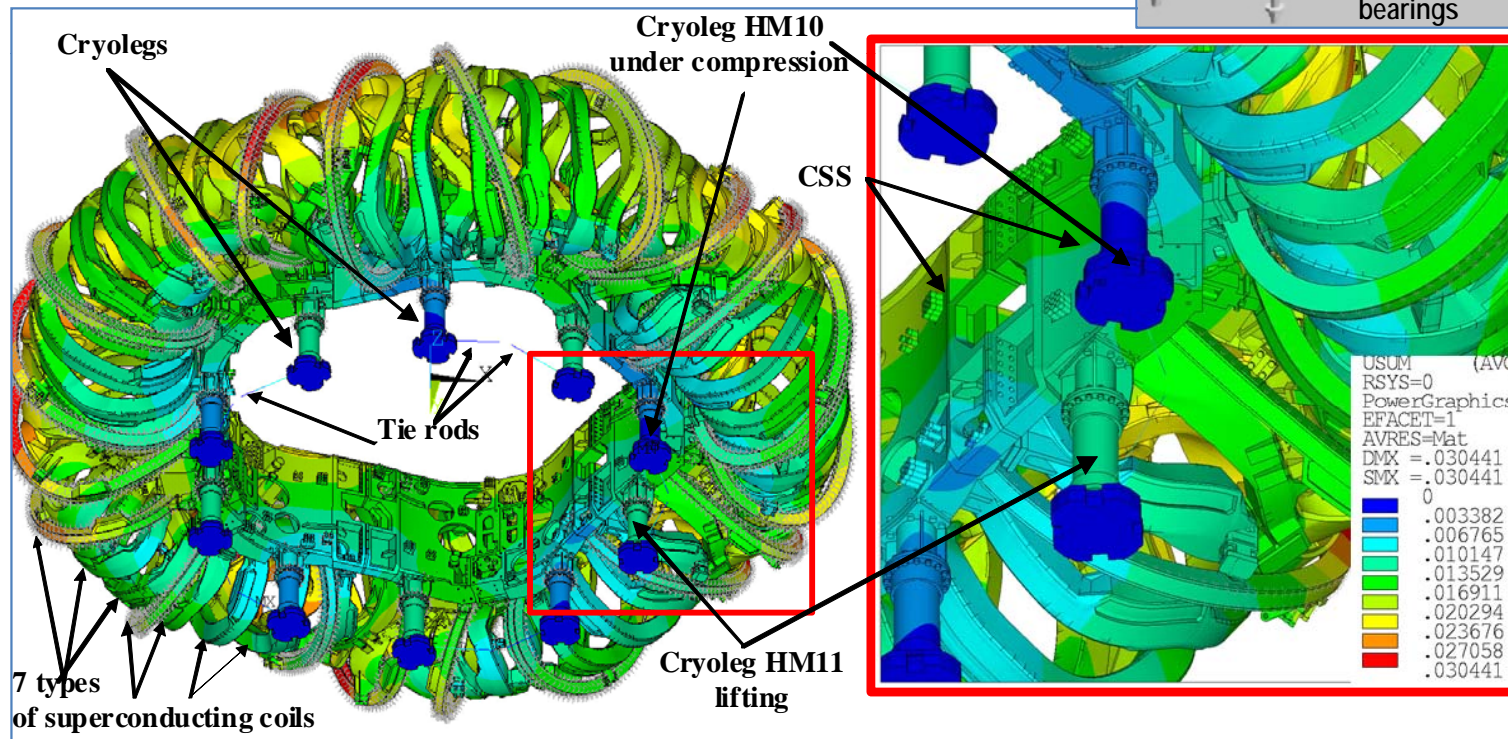 bearings
Cryolegs
Cryoleg HM10
under compression
CSS
Z
X
Tie rods
MX
7 types
of superconducting coils
Cryoleg HM11
lifting
USUM (AVG
RSYS=0
PowerGraphics
EFACET=1
AVRES=Mat
DMX =.030441
SMX =.030441
0
.003382
.006765
.010147
.013529
.016911
.020294
.023676
.027058
.030441